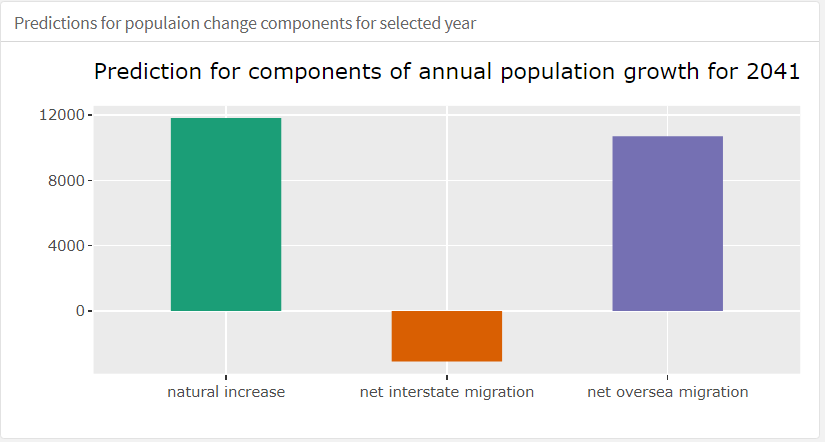 Predictions for populaion change components for selected year
Prediction for components of annual population growth for 2041
12000
8000
4000
0
natural increase net interstate migration net oversea migration